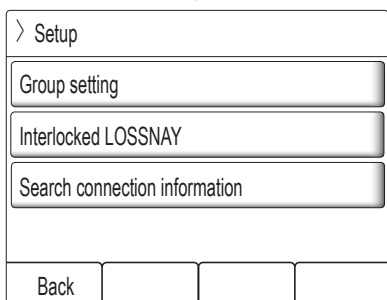 〉 Setup
Group setting
Interlocked LOSSNAY
Search connection information
Back